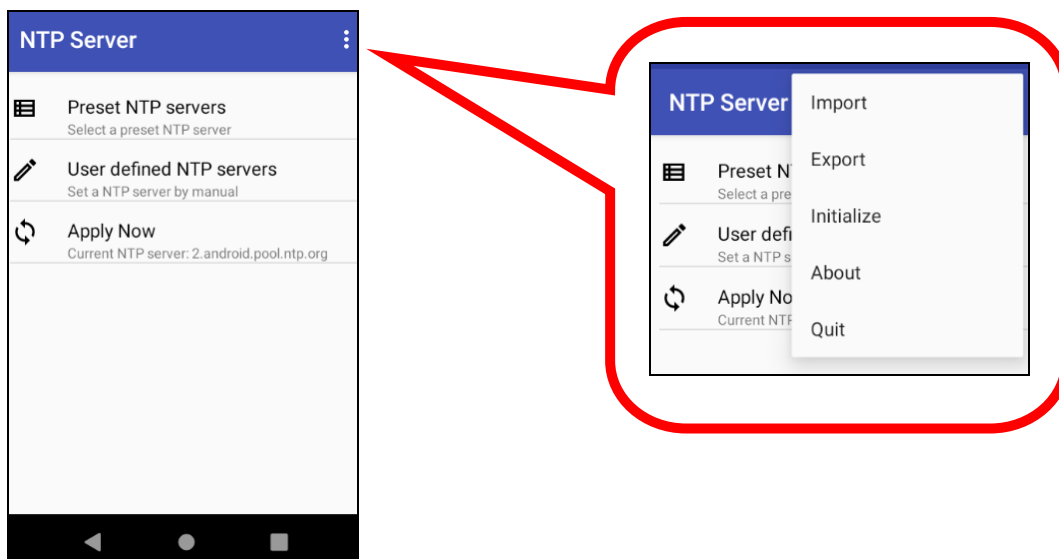 NTP Server
Preset NTP servers
Select a preset NTP server
User defined NTP servers
Set a NTP server by manual
Apply Now
Current NTP server: 2.android.pool.ntp.org
NTP Server
Import
Export
Initialize
About
Quit
Preset N
Select a pre
User defi
Set a NTP s
Apply No
Current NTP